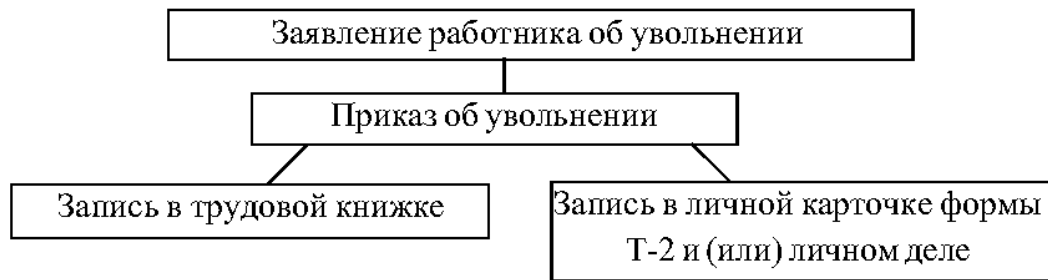 Заявление работника об увольнении
Приказ об увольнении
Запись в трудовой книжке
Запись в личной карточке формы
Т-2 и (или) личном деле